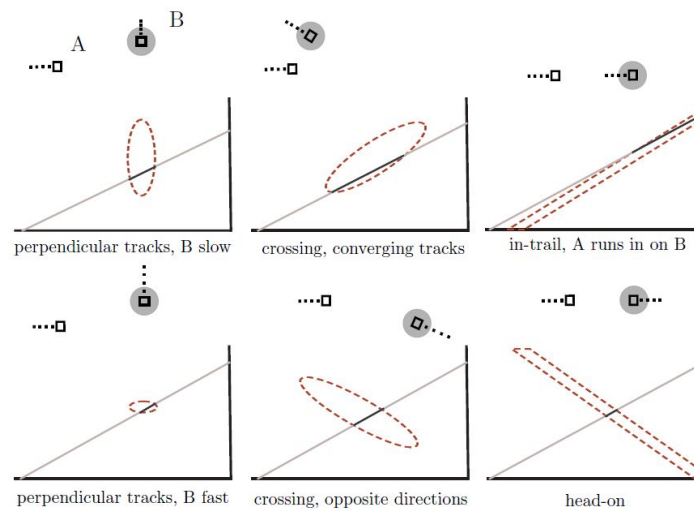 A
B
perpendicular tracks, B slow
crossing, converging tracks
in-trail, A runs in on B
perpendicular tracks, B fast
crossing, opposite directions
head-on